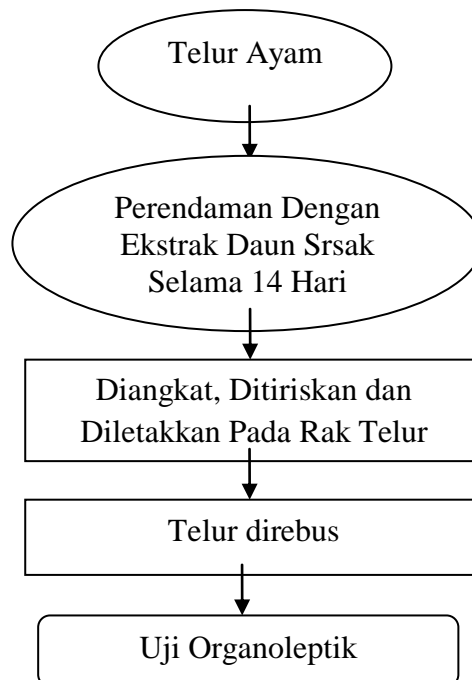 Telur Ayam
Perendaman Dengan
Ekstrak Daun Srsak
Selama 14 Hari
Diangkat, Ditiriskan dan
Diletakkan Pada Rak Telur
Telur direbus
Uji Organoleptik